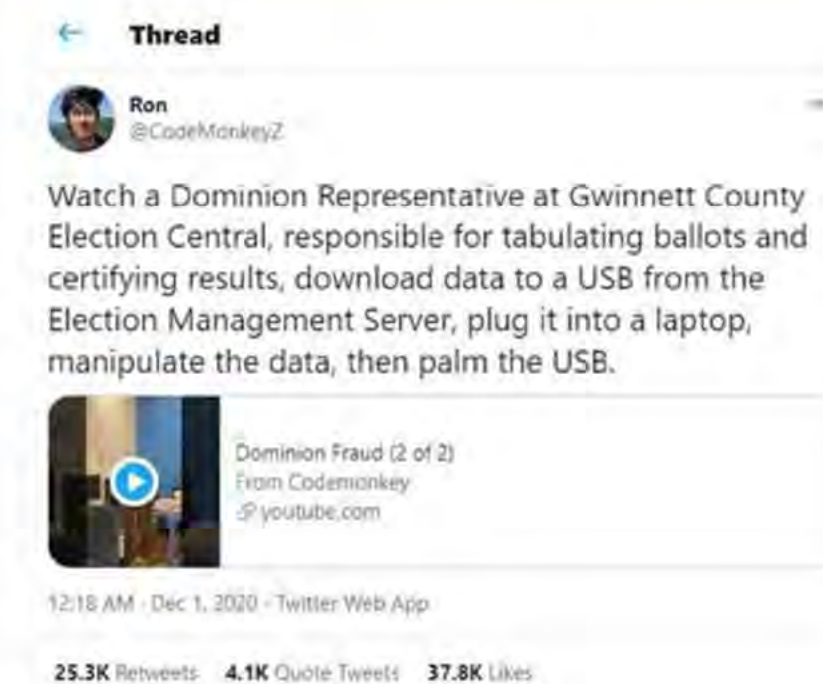 Thread
Ron
@CodeMonkeyZ
Watch a Dominion Representative at Gwinnett County
Election Central, responsible for tabulating ballots and
certifying results, download data to a USB from the
Election Management Server, plug it into a laptop,
manipulate the data, then palm the USB.
Dominion Fraud (2 of 2)
From Codemonkey
youtube.com
12:18 AM · Dec 1, 2020 · Twitter Web App
25.3K Retweets 4.1K Quote Tweets 37.8K Likes